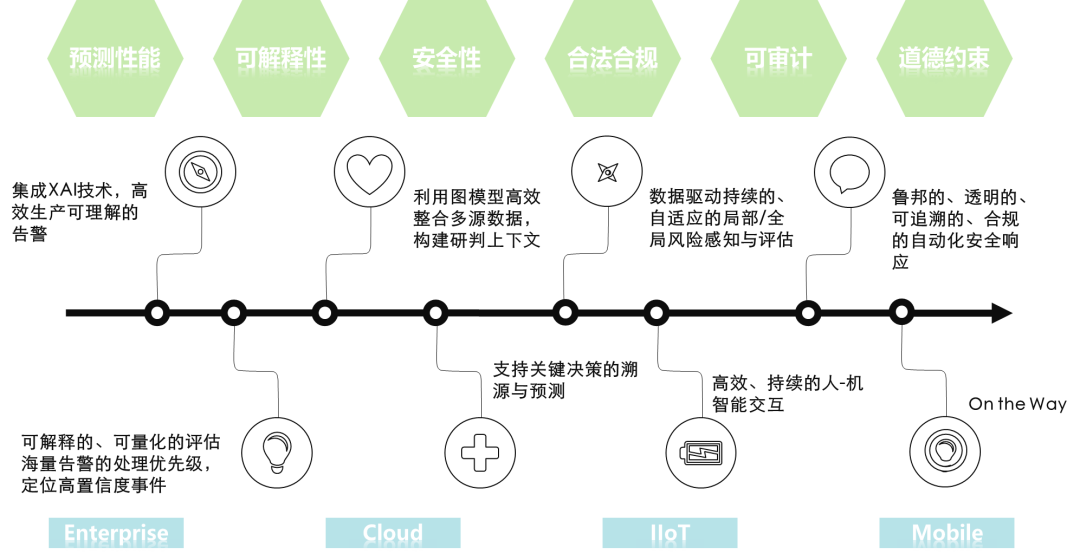 预测性能
可解释性
安全性
合法合规
可审计
道德约束
集成XAI技术，高
效生产可理解的
告警
利用图模型高效
整合多源数据，
构建研判上下文
数据驱动持续的、
自适应的局部/全
局风险感知与评估
鲁邦的、透明的、
可追溯的、合规
的自动化安全响
应
可解释的、可量化的评估
海量告警的处理优先级，
定位高置信度事件
支持关键决策的溯
源与预测
高效、持续的人-机
智能交互
On the Way
Enterprise
Cloud
IIoT
Mobile